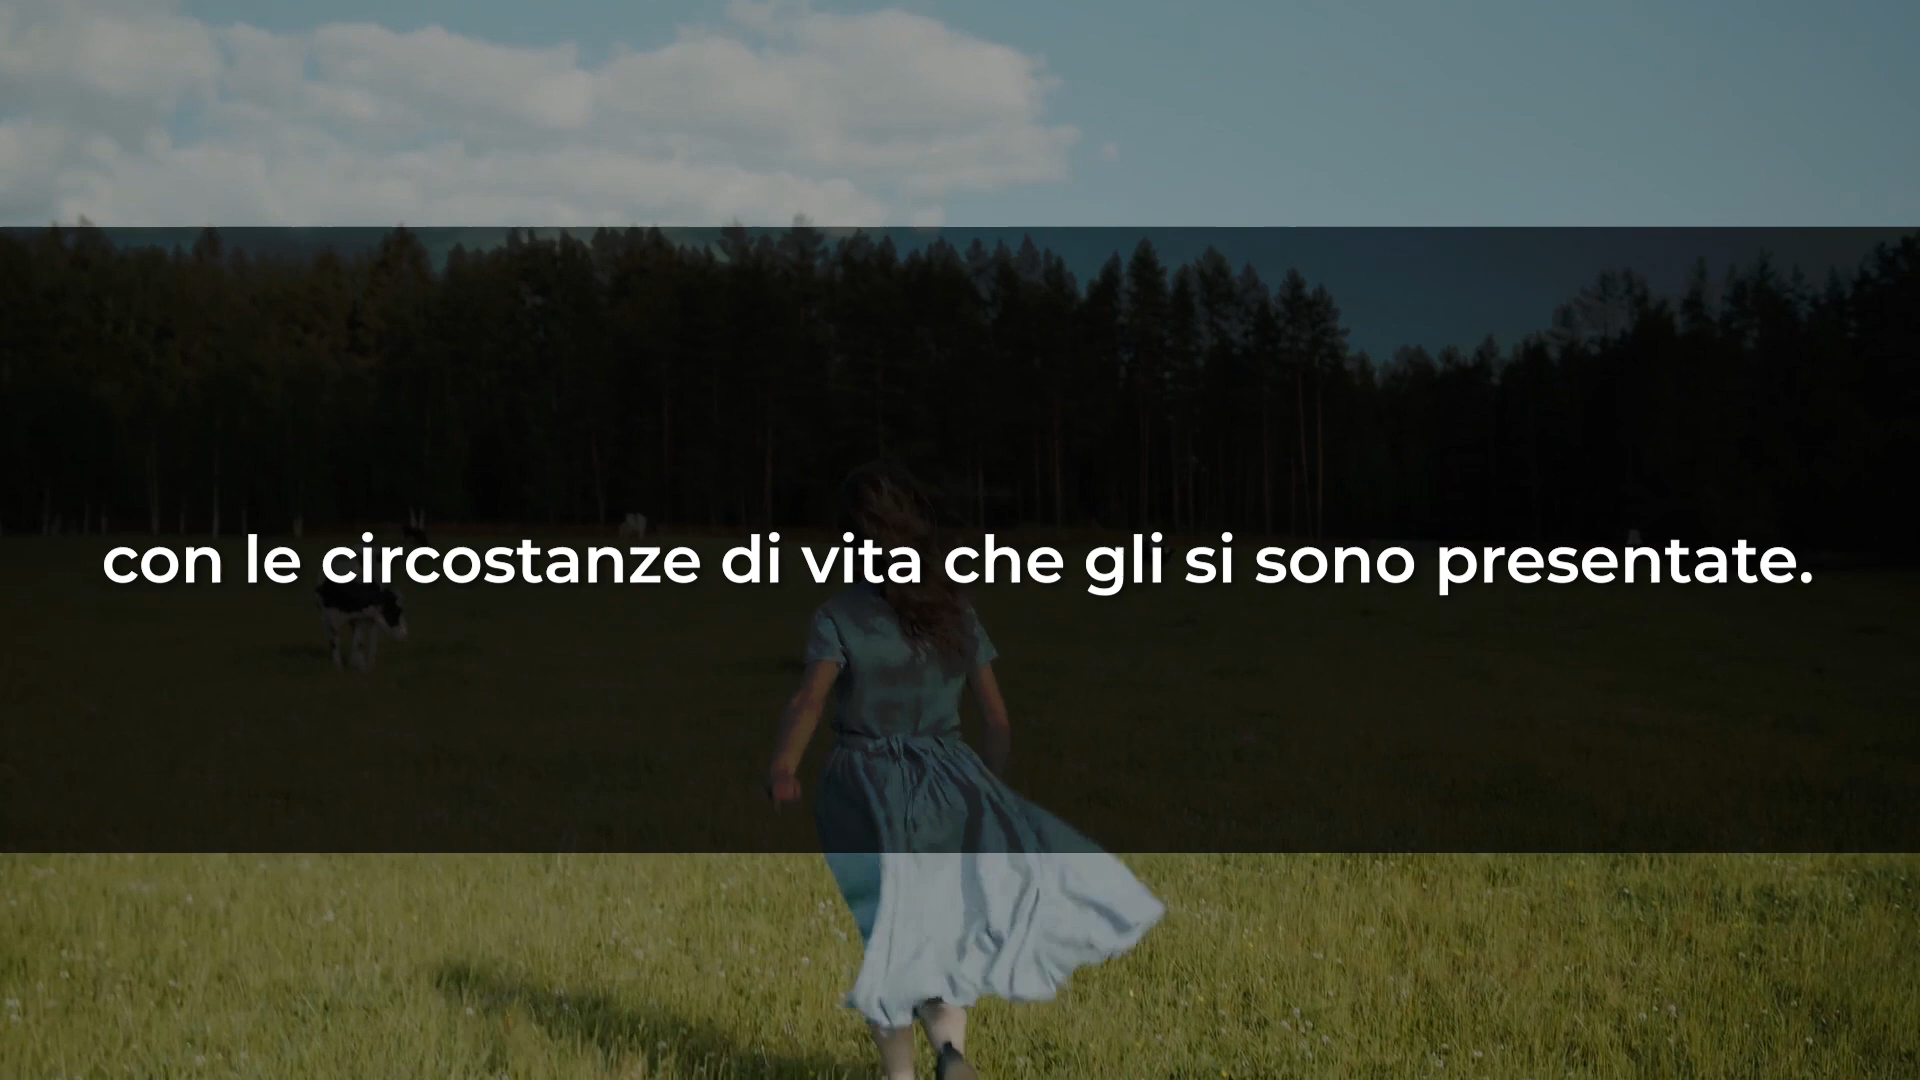 con le circostanze di vita che gli si sono presentate.